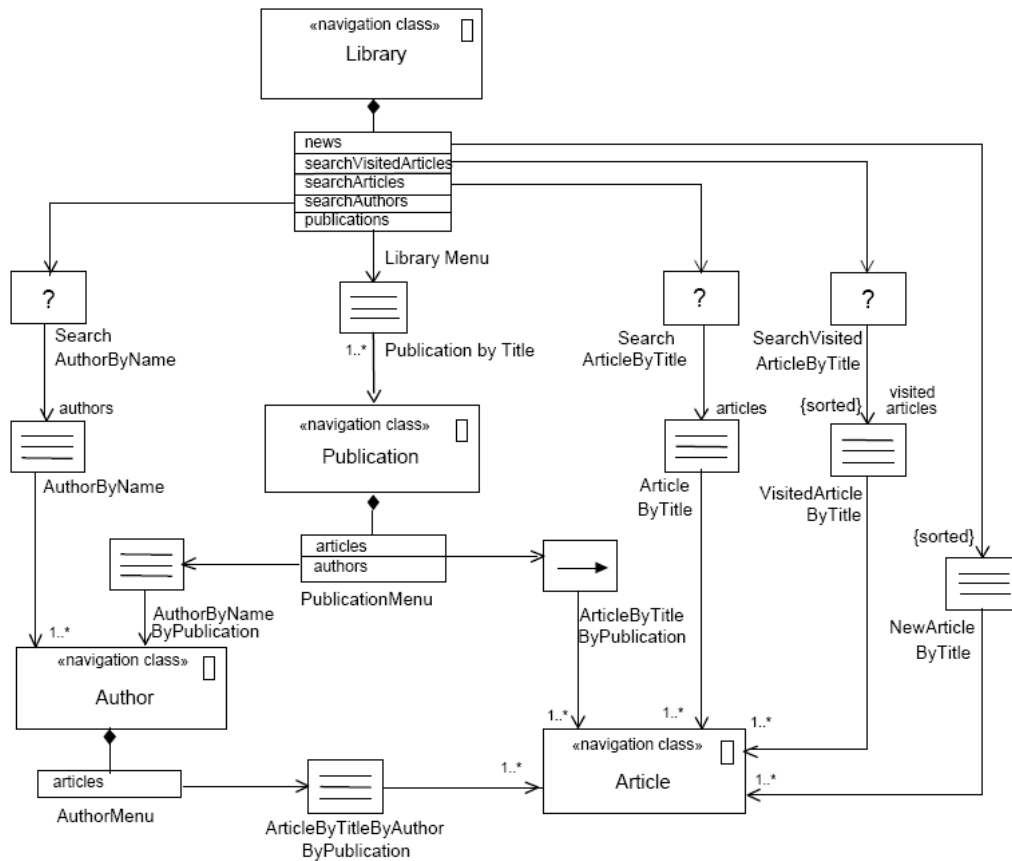 «navigation class»
Library
news
searchVisitedArticles
searchArticles
searchAuthors
publications
Library Menu
?
?
?
Search
AuthorByName
1..*
Publication by Title
Search
ArticleByTitle
SearchVisited
ArticleByTitle
authors
«navigation class»
Publication
articles
{sorted}
visited
articles
AuthorByName
Article
ByTitle
VisitedArticle
ByTitle
{sorted}
articles
authors
PublicationMenu
AuthorByName
ByPublication
ArticleByTitle
ByPublication
NewArticle
ByTitle
1..*
«navigation class»
Author
1..*
1..*
1..*
«navigation class»
Article
1..*
1..*
articles
AuthorMenu
ArticleByTitleByAuthor
ByPublication